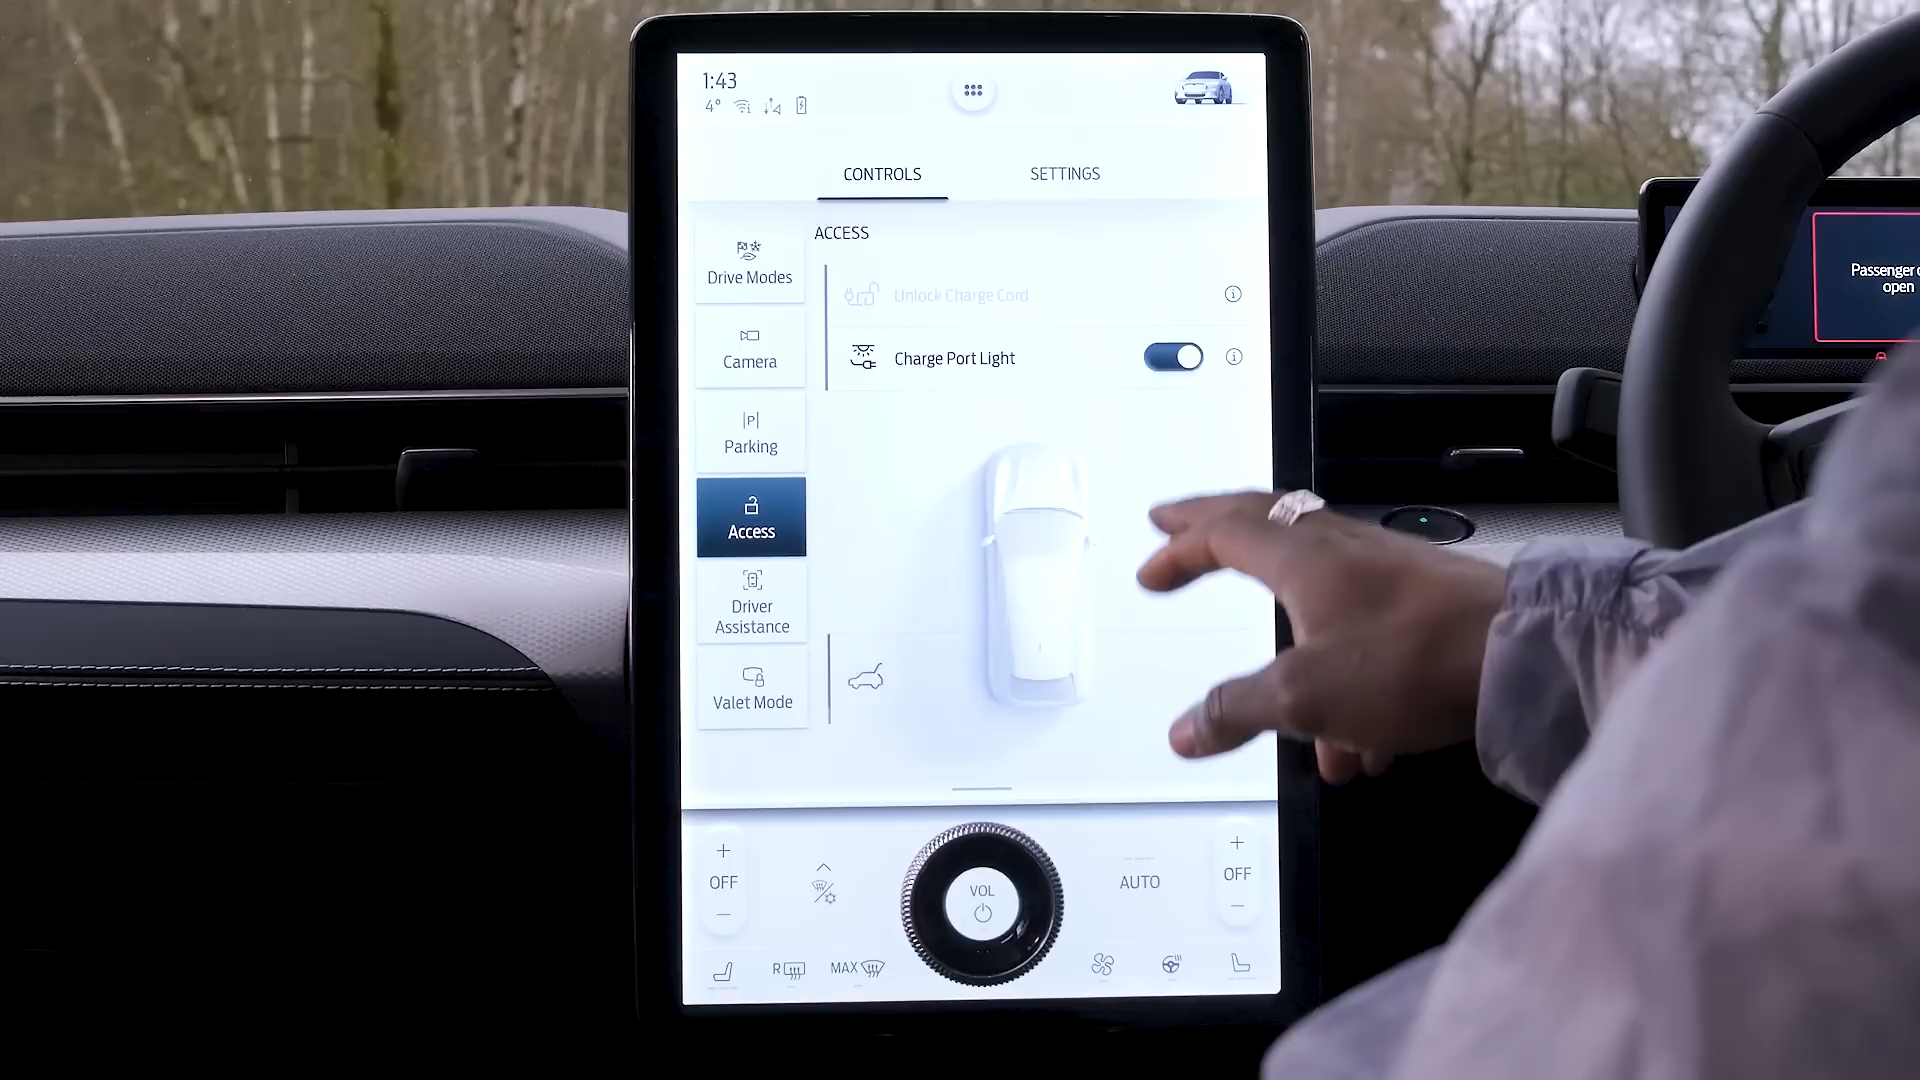 1:43
4°
CONTROLS
SETTINGS
ACCESS
Drive Modes
Unlock Charge Cord
Passenger
open
Camera
Charge Port Light
P
Parking
Access
Driver
Assistance
Valet Mode
OFF
VOL
AUTO
OFF
R
MAX